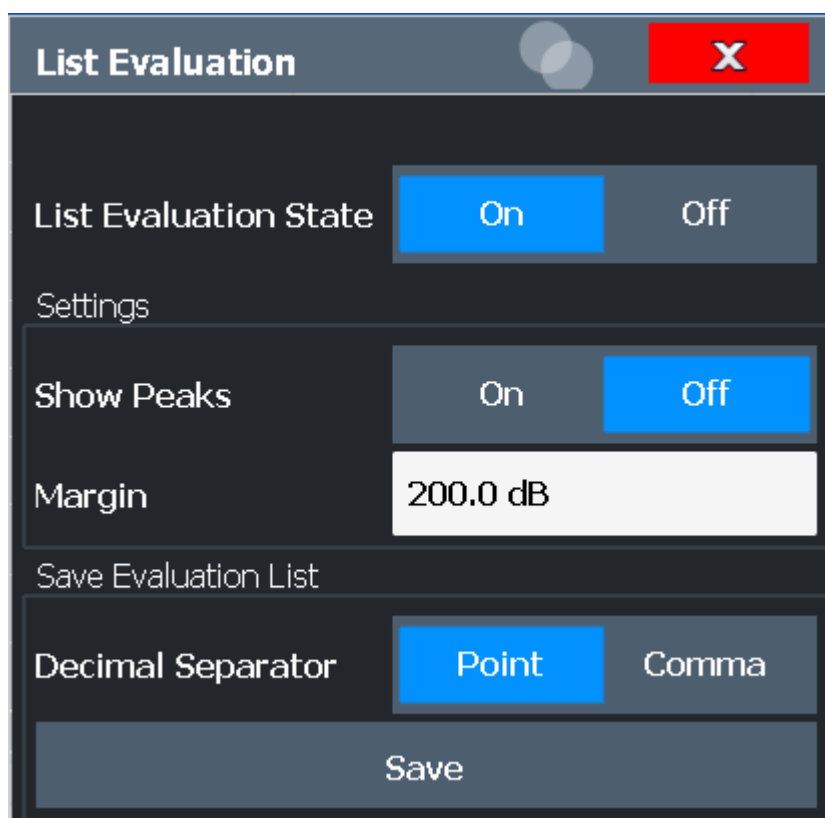 List Evaluation X
List Evaluation State On Off
Settings
Show Peaks On Off
Margin 200.0 dB
Save Evaluation List
Decimal Separator Point Comma
Save